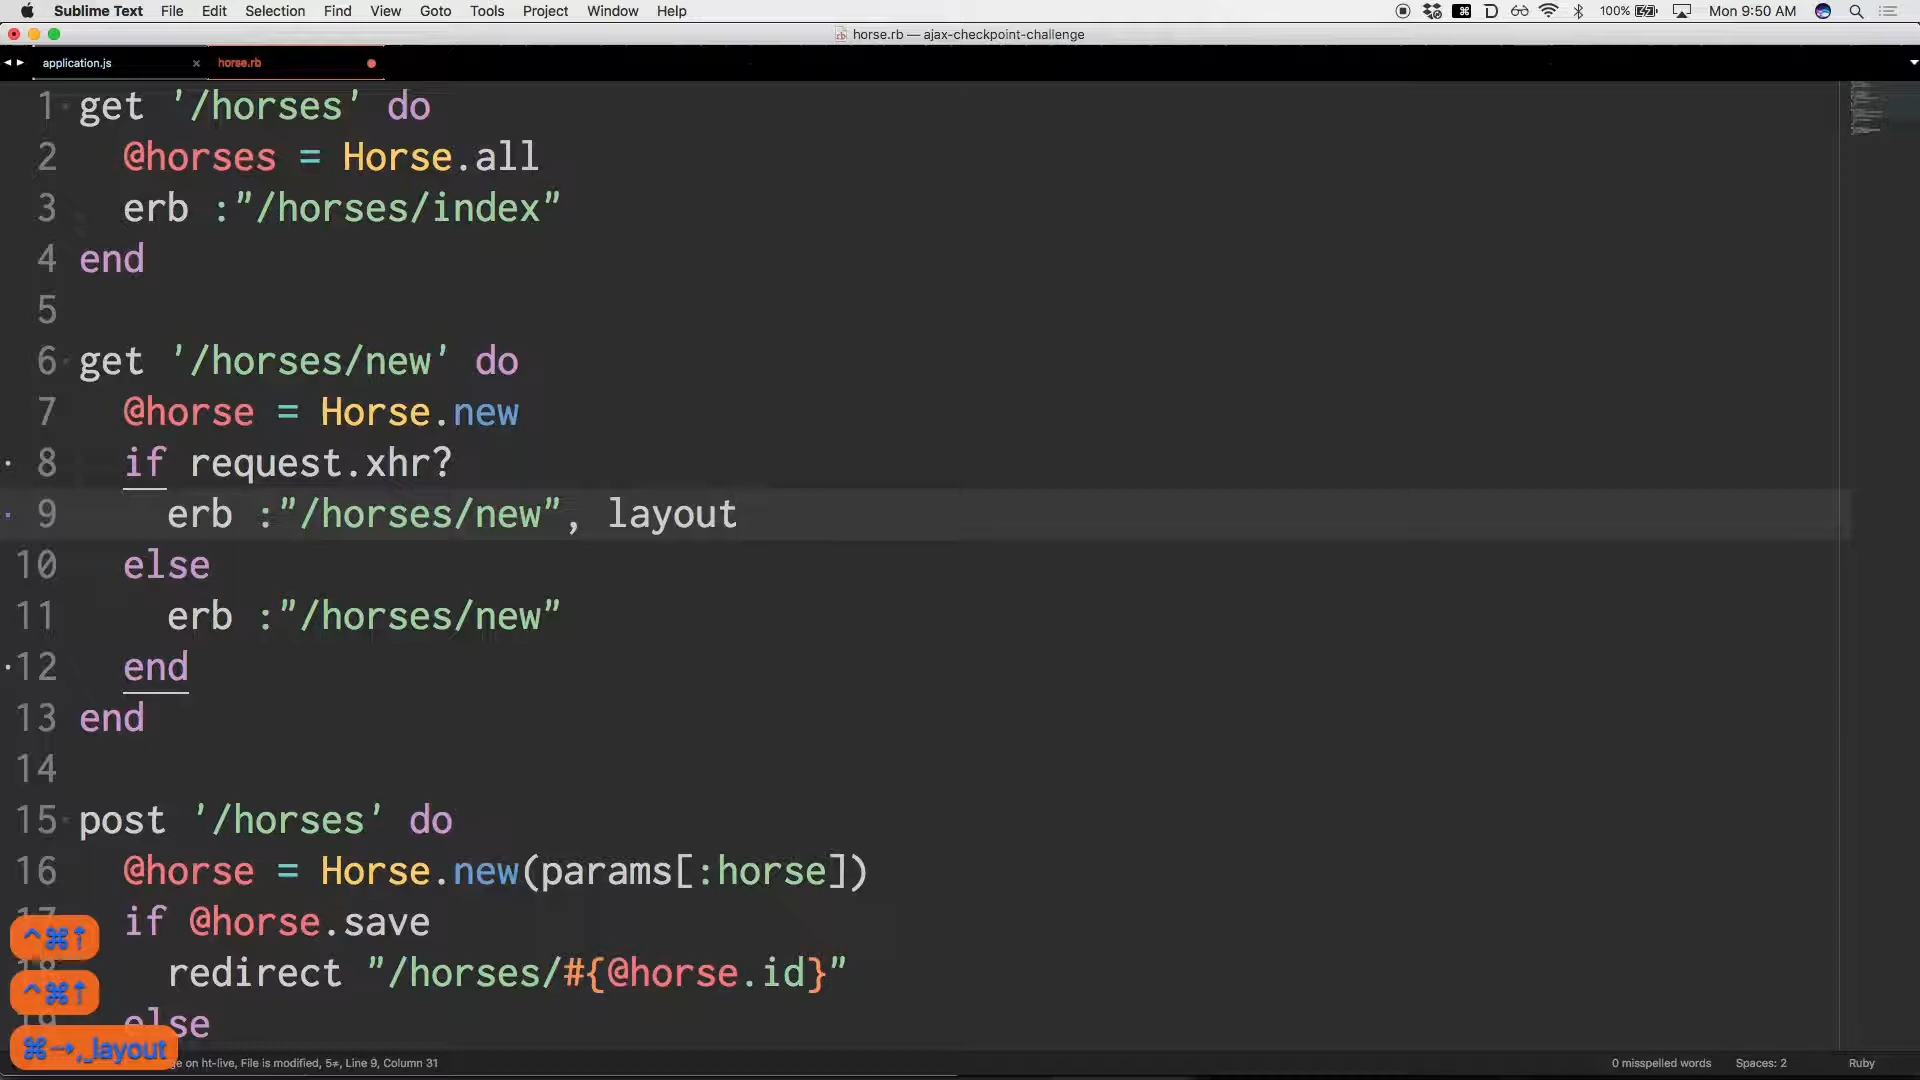 Sublime Text File Edit Selection Find View Goto Tools Project Window Help 100% Mon 9:50 AM
horse.rb — ajax-checkpoint-challenge
application.js × horse.rb
1 get '/horses' do
2 @horses = Horse.all
3 erb :"/horses/index"
4 end
5
6 get '/horses/new' do
7 @horse = Horse.new
8 if request.xhr?
9 erb :"/horses/new", layout
10 else
11 erb :"/horses/new"
12 end
13 end
14
15 post '/horses' do
16 @horse = Horse.new(params[:horse])
17 if @horse.save
^⌘↑
18 redirect "/horses/#{@horse.id}"
^⌘↑
19 else
⌘→,_layout
on ht-live, File is modified, 5≠, Line 9, Column 31 0 misspelled words Spaces: 2 Ruby